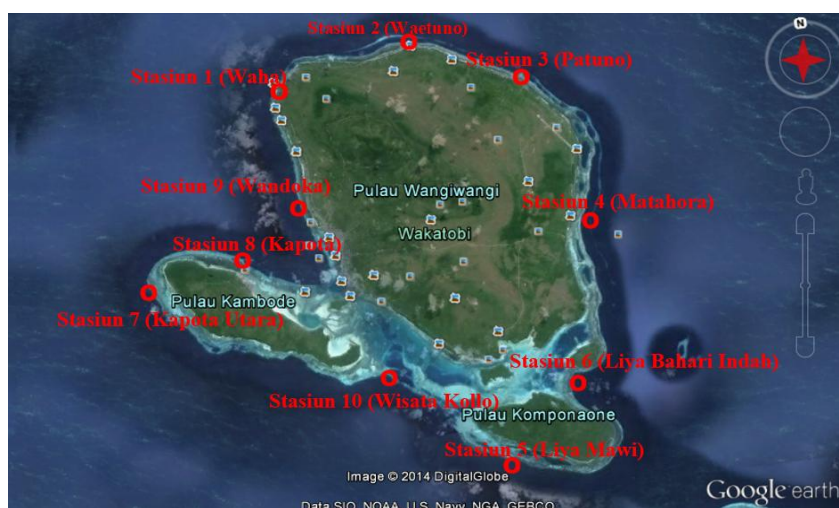 Stasiun 2 (Waetuno)
Stasiun 1 (Waha)
Stasiun 3 (Patuno)
N
Stasiun 9 (Wandoka)
Pulau Wangiwangi
Stasiun 4 (Matahora)
Wakatobi
Stasiun 8 (Kapota)
Pulau Kambode
Stasiun 7 (Kapota Utara)
Stasiun 6 (Liya Bahari Indah)
Stasiun 10 (Wisata Kollo)
Pulau Komponaone
Stasiun 5 (Liya Mawi)
Image © 2014 DigitalGlobe
Google earth
Data SIO, NOAA, U.S. Navy, NGA, GEBCO